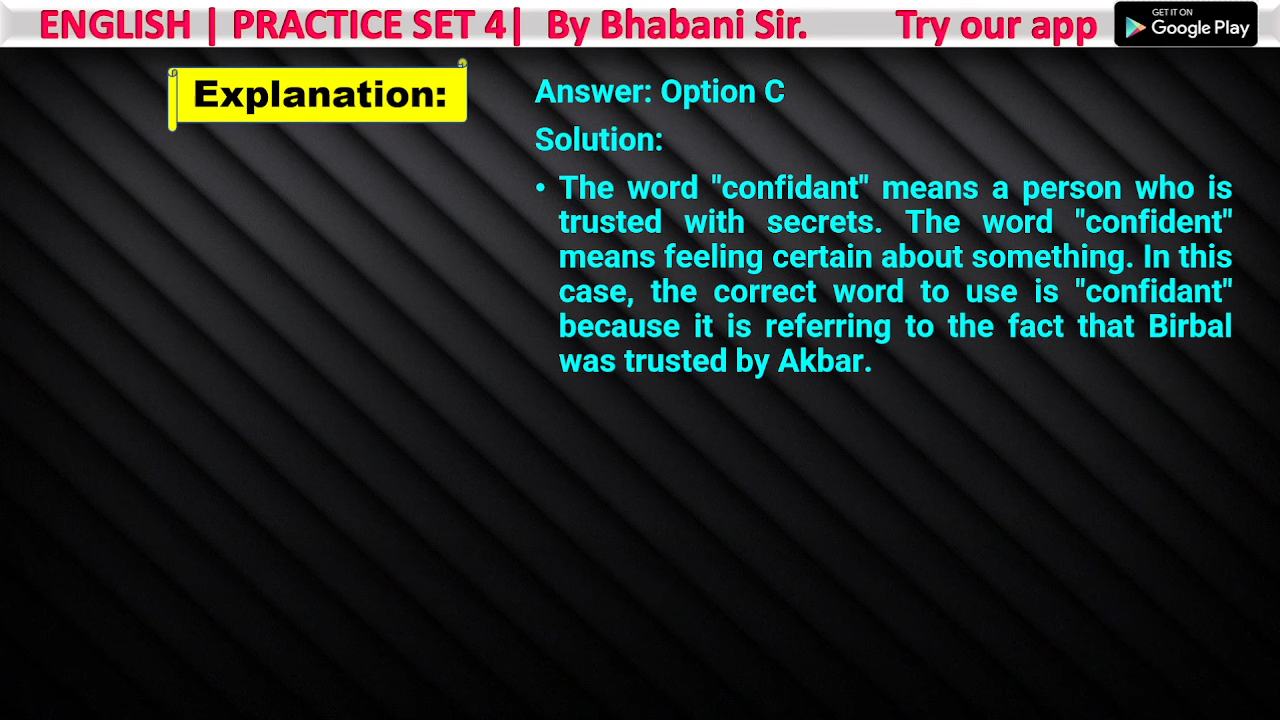 ENGLISH | PRACTICE SET 4| By Bhabani Sir. Try our app
GET IT ON
Google Play
Explanation:
Answer: Option C
Solution:
• The word "confidant" means a person who is
trusted with secrets. The word "confident"
means feeling certain about something. In this
case, the correct word to use is "confidant"
because it is referring to the fact that Birbal
was trusted by Akbar.